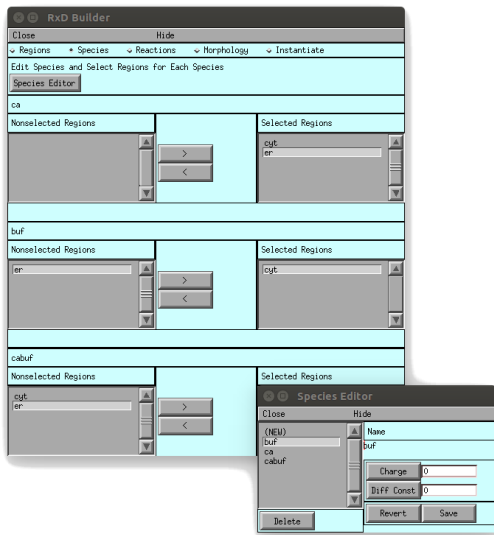 RxD Builder
Close Hide
Regions Species Reactions Morphology Instantiate
Edit Species and Select Regions for Each Species
Species Editor
ca
Nonselected Regions Selected Regions
cyt
er
>
<
buf
Nonselected Regions Selected Regions
er cyt
>
<
cabuf
Nonselected Regions Selected Regions
cyt
er
>
<
Species Editor
Close Hide
(NEW) Name
buf buf
ca
cabuf
Charge 0
Diff Const 0
Revert Save
Delete